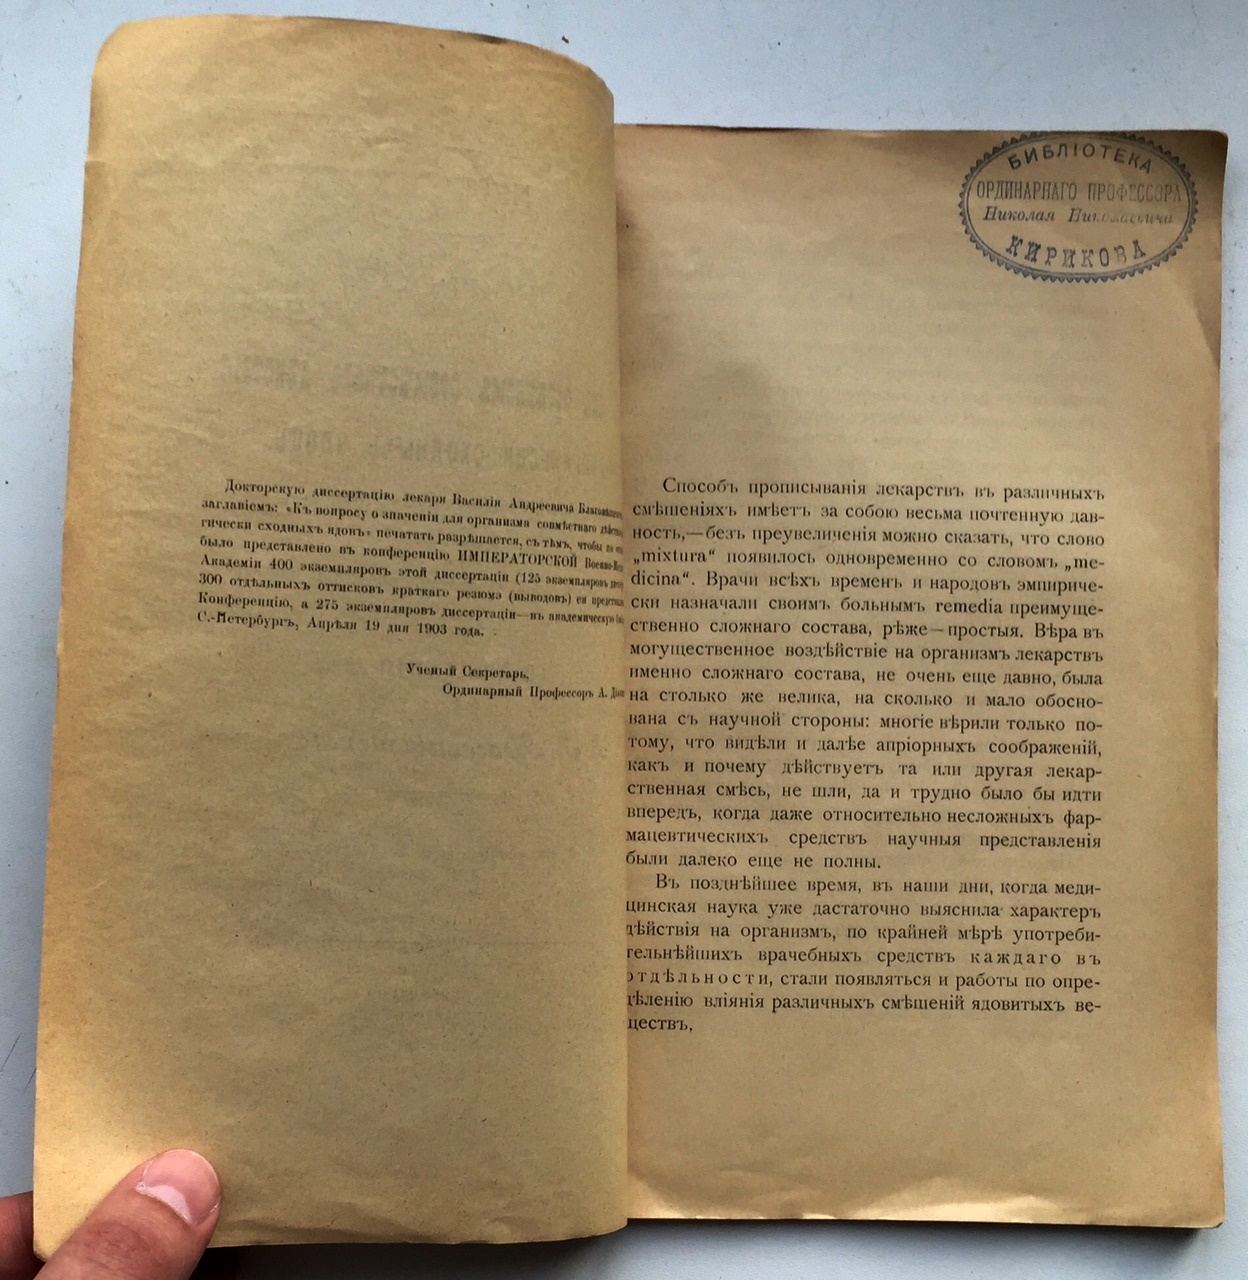 Докторскую диссертацію лекаря Василія Андреевича
заглавіемъ: «Къ вопросу о значеніи для организма совмѣстнаго
гически сходныхъ ядовъ» печатать разрѣшается, съ тѣмъ, чтобы по
было представлено въ конференцію ИМПЕРАТОРСКОЙ
Академіи 400 экземпляровъ этой диссертаціи (125 экземпляровъ
300 отдѣльныхъ оттисковъ краткаго резюмэ (выводовъ) ея
Конференцію, а 275 экземпляровъ диссертаціи—въ академическую
С.-Петербургъ, Апрѣля 19 дня 1903 года.
Ученый Секретарь,
Ординарный Профессоръ А.
БИБЛІОТЕКА
ОРДИНАРНАГО ПРОФЕССОРА
Николая Николаевича
КИРИКОВА
Способъ прописыванія лекарствъ въ различныхъ
смѣшеніяхъ имѣетъ за собою весьма почтенную дав-
ность,—безъ преувеличенія можно сказать, что слово
„mixtura“ появилось одновременно со словомъ „me-
dicina“. Врачи всѣхъ временъ и народовъ эмпириче-
ски назначали своимъ больнымъ remedia преимуще-
ственно сложнаго состава, рѣже—простыя. Вѣра въ
могущественное воздѣйствіе на организмъ лекарствъ
именно сложнаго состава, не очень еще давно, была
на столько же велика, на сколько и мало обосно-
вана съ научной стороны: многіе вѣрили только по-
тому, что видѣли и далѣе апріорныхъ соображеній,
какъ и почему дѣйствуетъ та или другая лекар-
ственная смѣсь, не шли, да и трудно было бы идти
впередъ, когда даже относительно несложныхъ фар-
мацевтическихъ средствъ научныя представленія
были далеко еще не полны.
Въ позднѣйшее время, въ наши дни, когда меди-
цинская наука уже достаточно выяснила характеръ
дѣйствія на организмъ, по крайней мѣрѣ употреби-
тельнѣйшихъ врачебныхъ средствъ каждаго въ
отдѣльности, стали появляться и работы по опре-
дѣленію вліянія различныхъ смѣшеній ядовитыхъ ве-
ществъ.